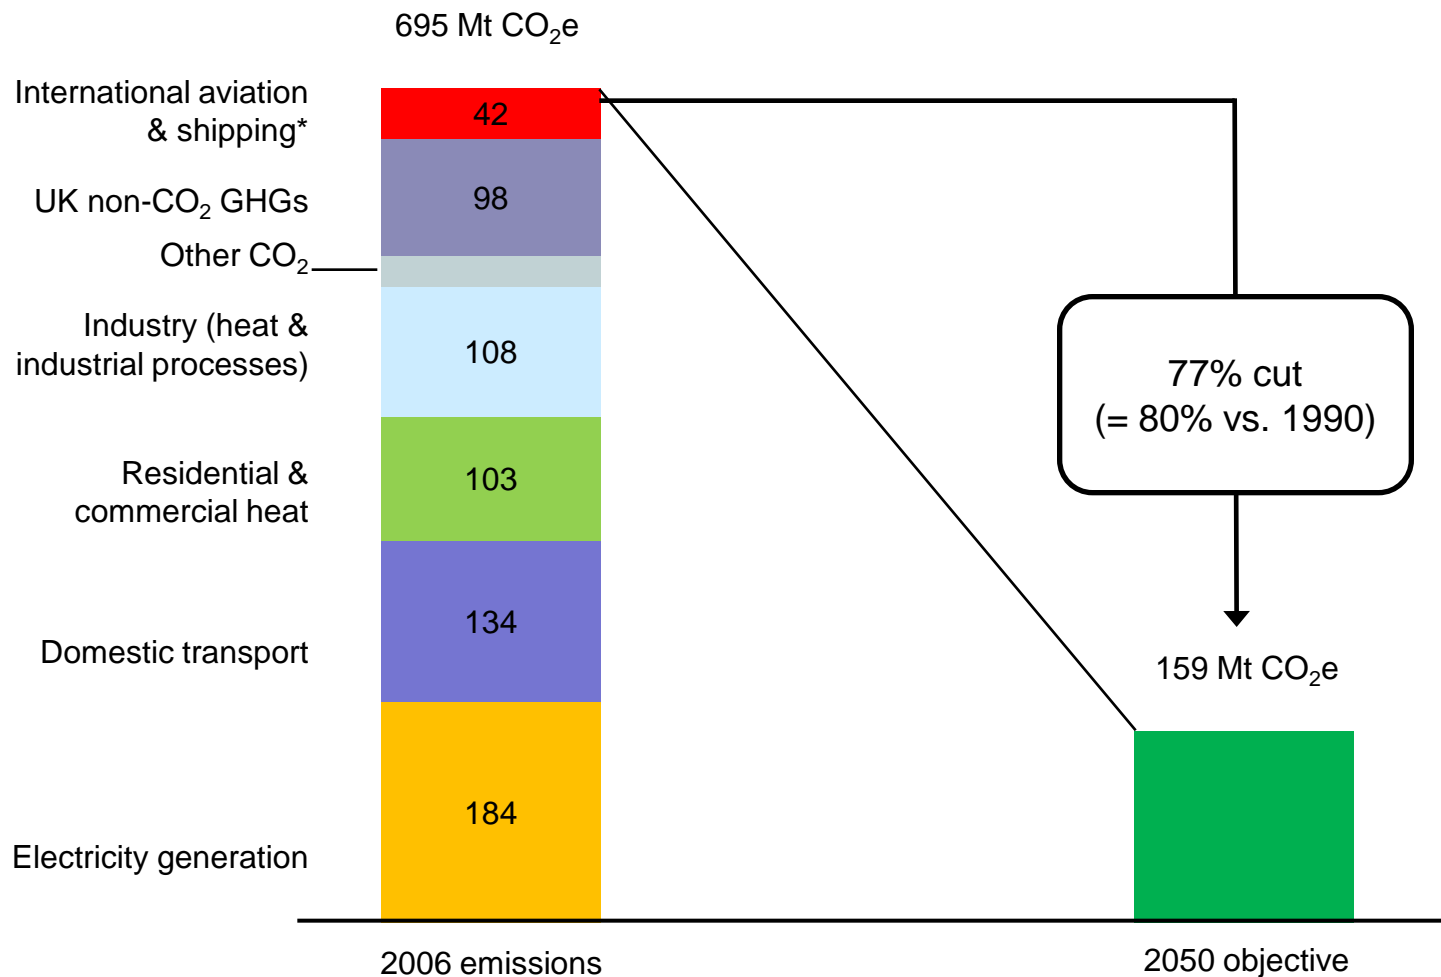 695 Mt CO₂e
International aviation
& shipping*
42
UK non-CO₂ GHGs
98
Other CO₂
Industry (heat &
industrial processes)
108
Residential &
commercial heat
103
Domestic transport
134
Electricity generation
184
2006 emissions
77% cut
(= 80% vs. 1990)
159 Mt CO₂e
2050 objective